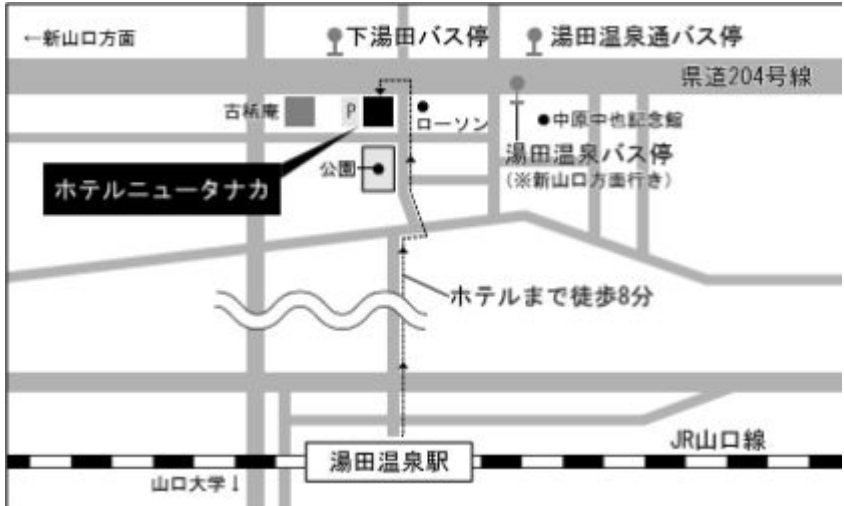 ←新山口方面
下湯田バス停
湯田温泉通バス停
県道204号線
古稀庵
P
ローソン
中原中也記念館
湯田温泉バス停
(※新山口方面行き)
公園
ホテルニュータナカ
ホテルまで徒歩8分
JR山口線
湯田温泉駅
山口大学↓